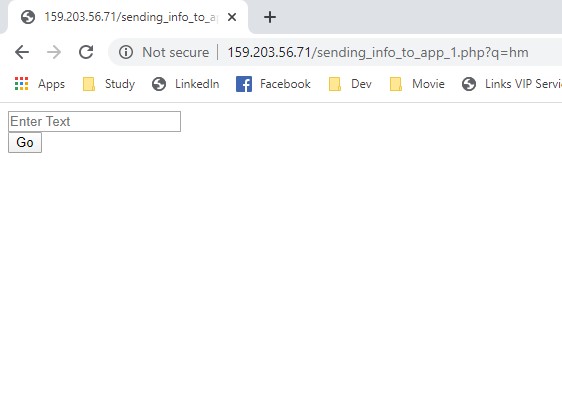 159.203.56.71/sending_info_to_a
Not secure 159.203.56.71/sending_info_to_app_1.php?q=hm
Apps Study LinkedIn Facebook Dev Movie Links VIP Servi
Enter Text
Go